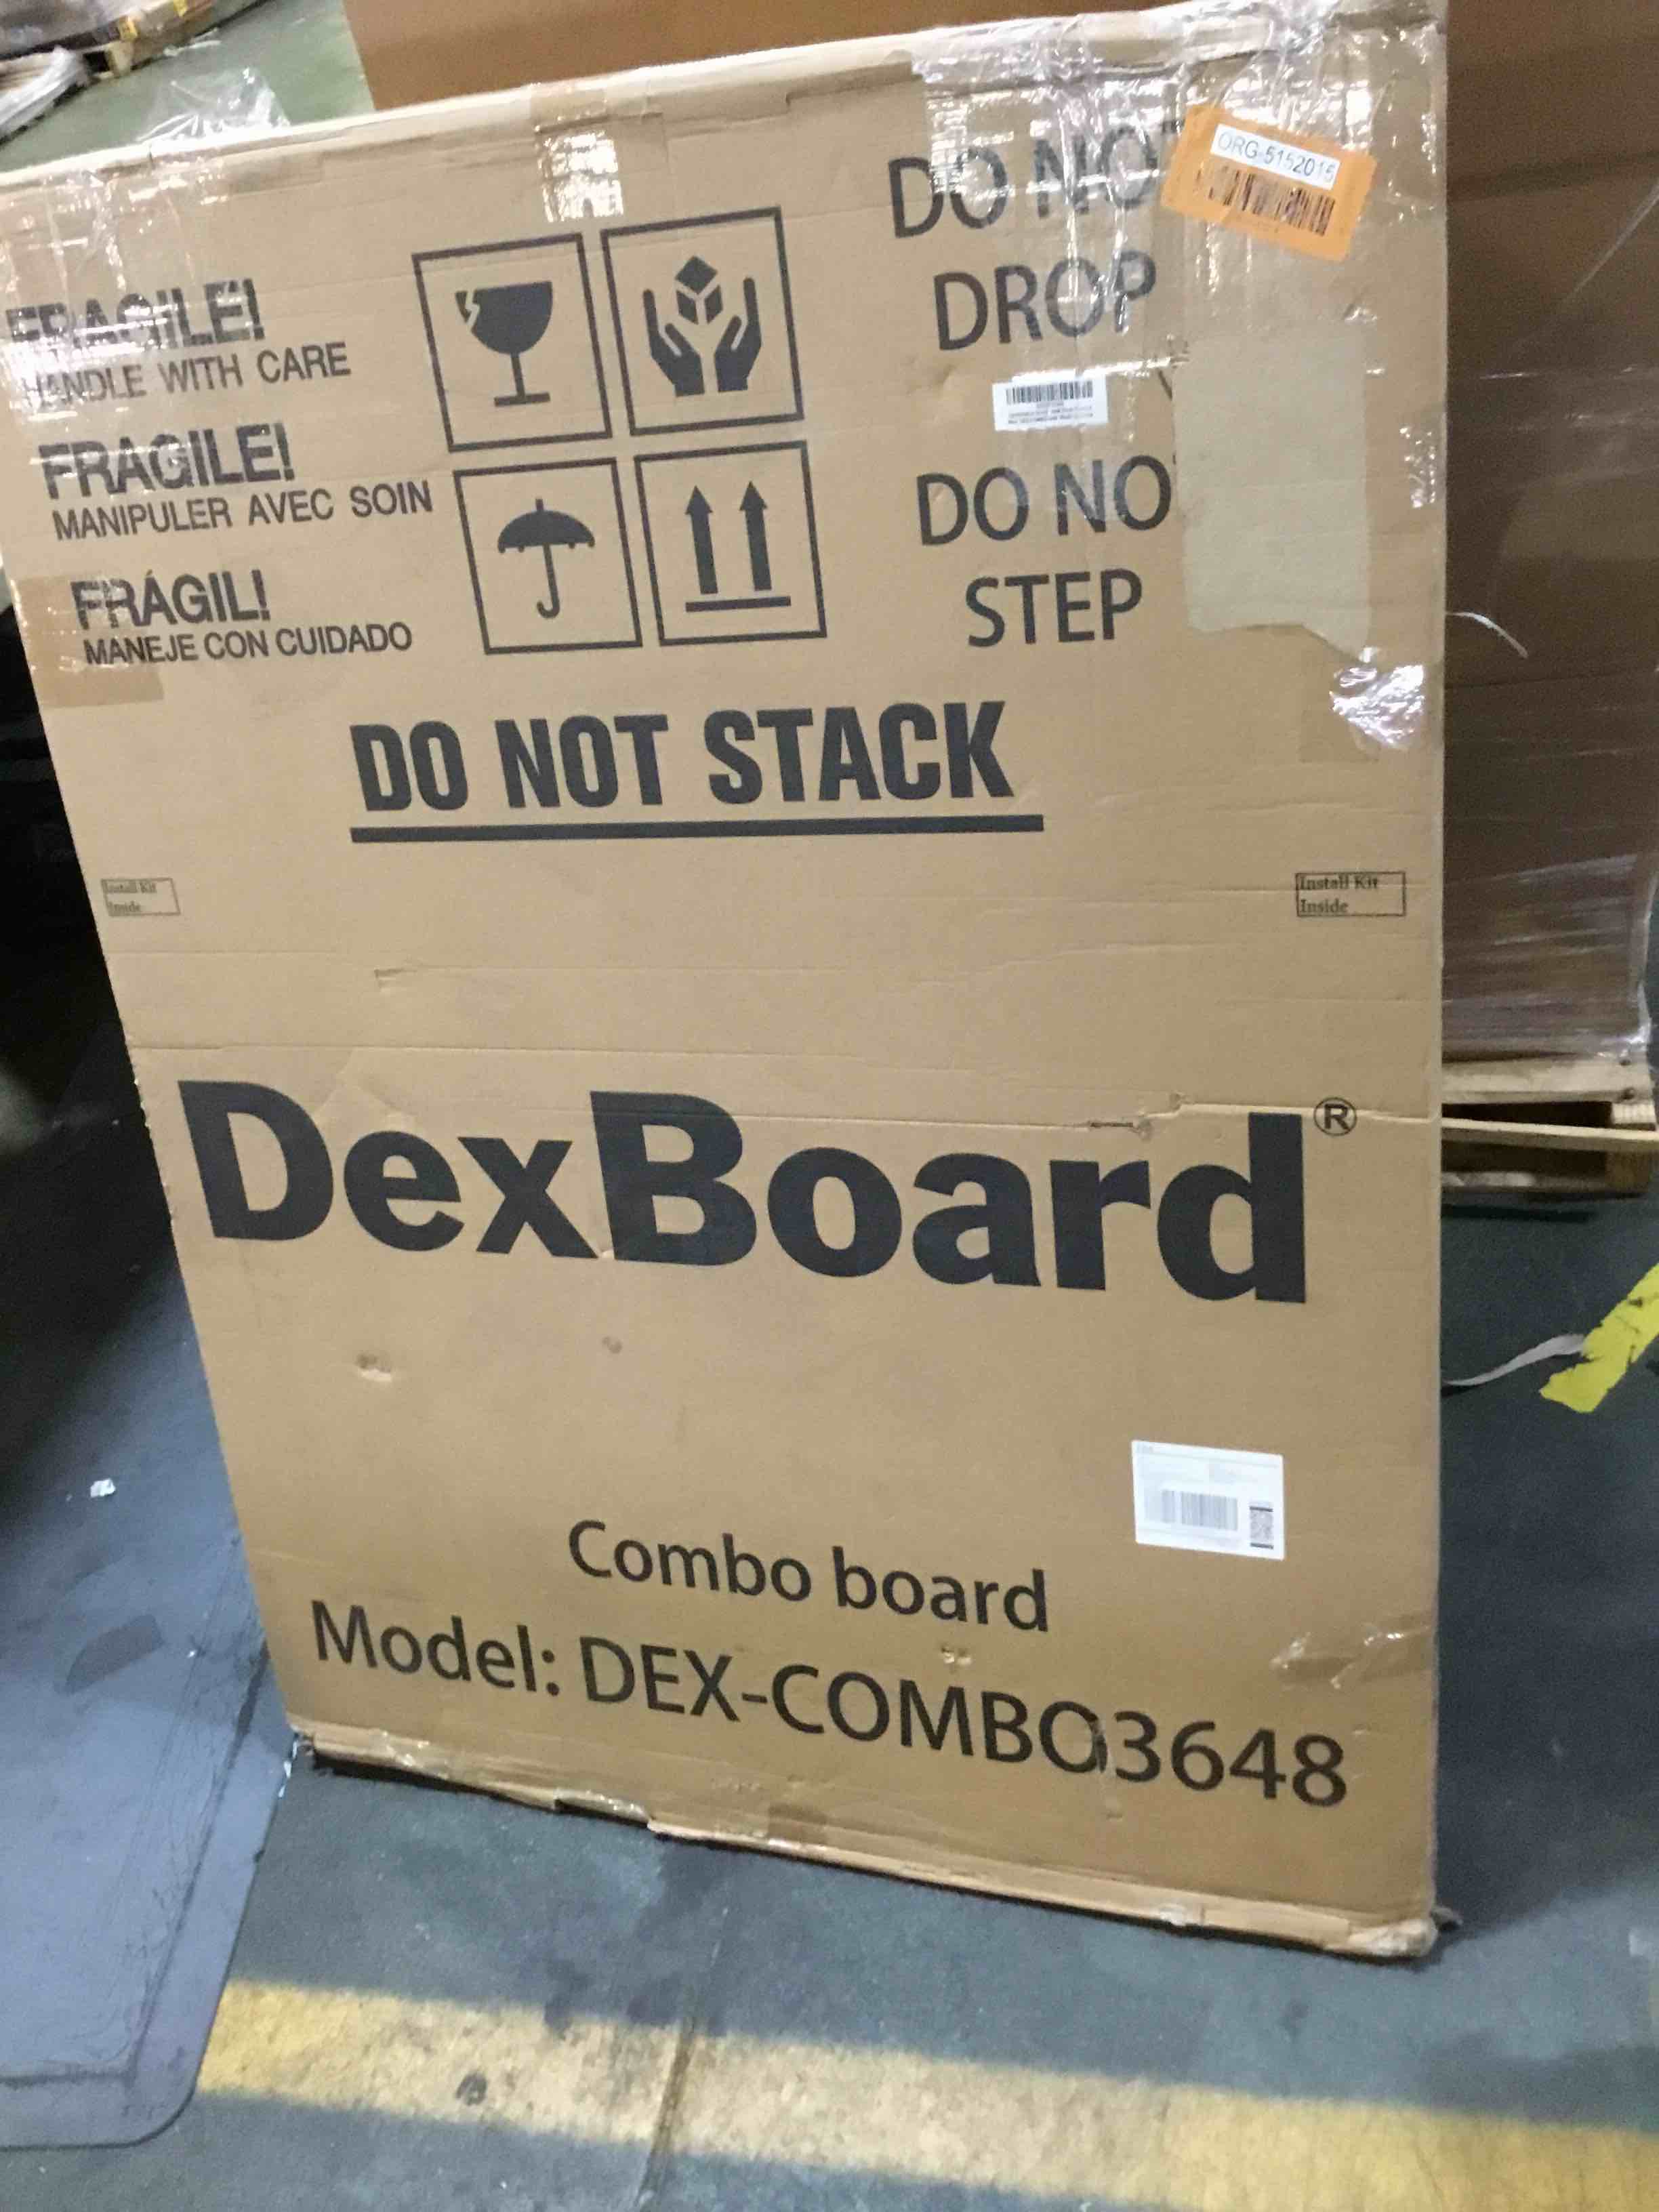 ORG-5152015
FRAGILE!
HANDLE WITH CARE
FRAGILE!
MANIPULER AVEC SOIN
FRÁGIL!
MANEJE CON CUIDADO
DO NOT
DROP
DO NO
STEP
DO NOT STACK
Install Kit
Inside
Install Kit
Inside
DexBoard®
Combo board
Model: DEX-COMBO3648